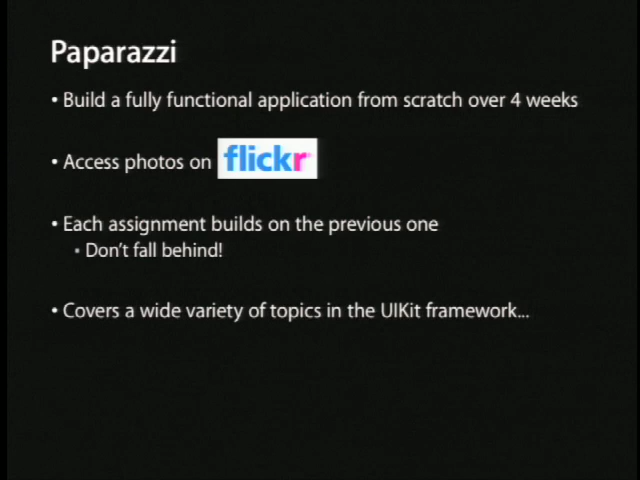 Paparazzi
• Build a fully functional application from scratch over 4 weeks
• Access photos on flickr
• Each assignment builds on the previous one
• Don't fall behind!
• Covers a wide variety of topics in the UIKit framework...